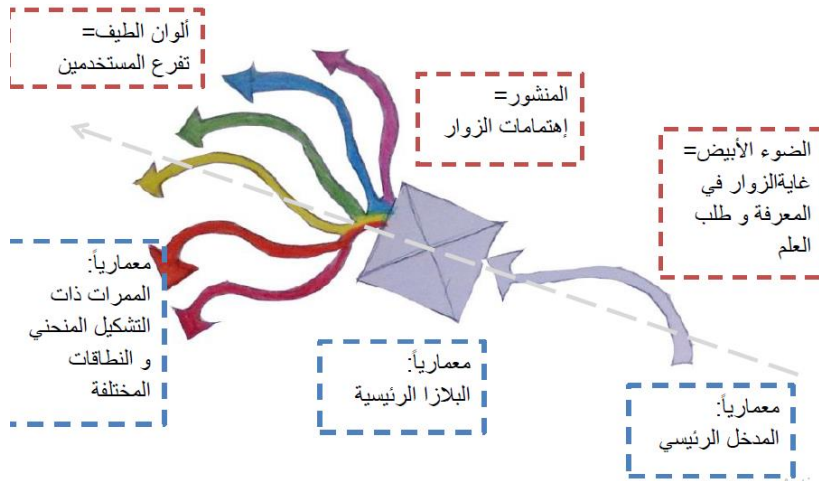 الضوء الأبيض=
غايةالزوار في
المعرفة و طلب
العلم
المنشور=
إهتمامات الزوار
ألوان الطيف=
تفرع المستخدمين
معمارياً:
المدخل الرئيسي
معمارياً:
البلازا الرئيسية
معمارياً:
الممرات ذات
التشكيل المنحني
و النطاقات
المختلفة